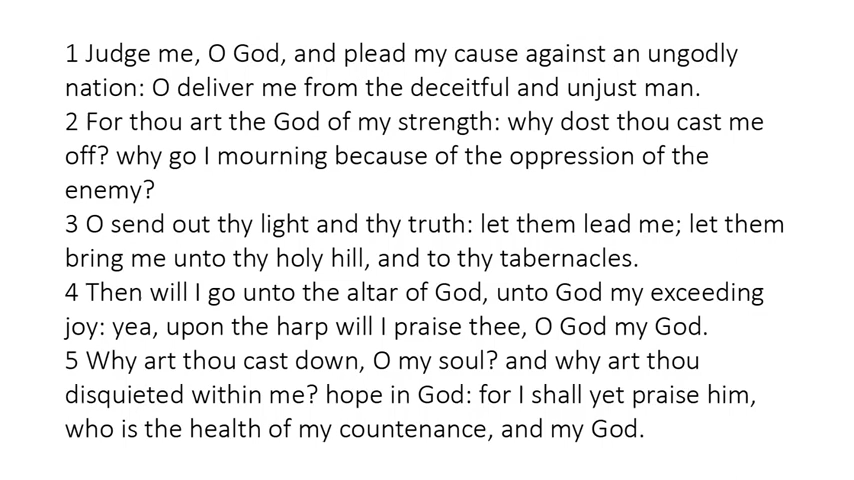 1 Judge me, O God, and plead my cause against an ungodly
nation: O deliver me from the deceitful and unjust man.
2 For thou art the God of my strength: why dost thou cast me
off? why go I mourning because of the oppression of the
enemy?
3 O send out thy light and thy truth: let them lead me; let them
bring me unto thy holy hill, and to thy tabernacles.
4 Then will I go unto the altar of God, unto God my exceeding
joy: yea, upon the harp will I praise thee, O God my God.
5 Why art thou cast down, O my soul? and why art thou
disquieted within me? hope in God: for I shall yet praise him,
who is the health of my countenance, and my God.